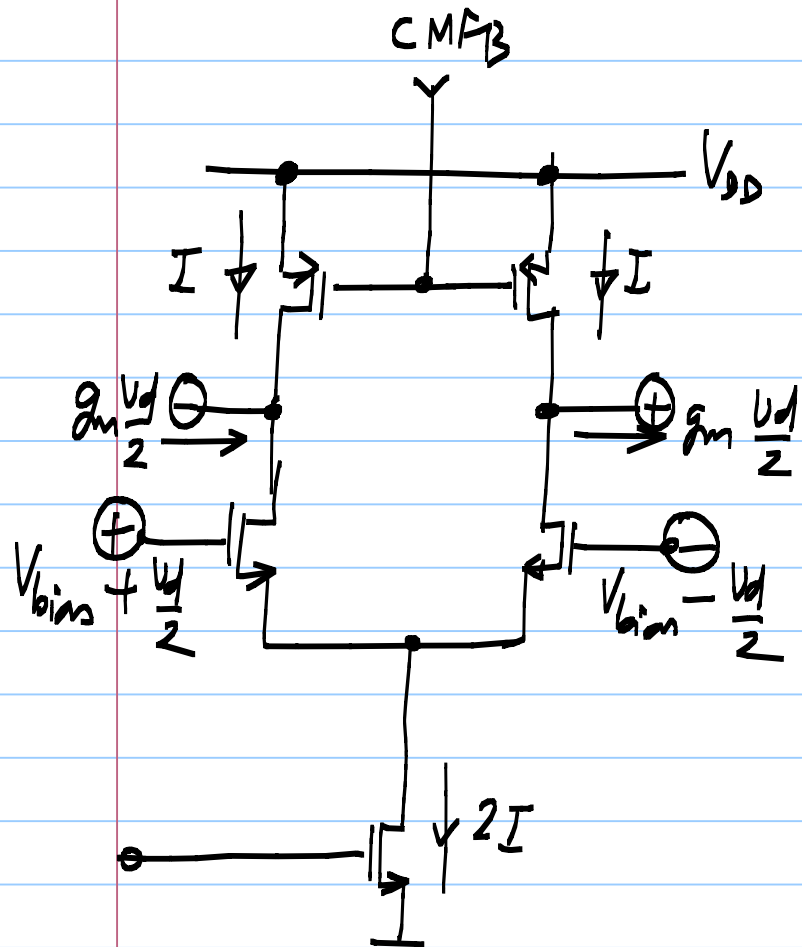 CMFB
VDD
I
I
gm vd/2
−
+
gm vd/2
+
−
Vbias + vd/2
Vbias − vd/2
2I